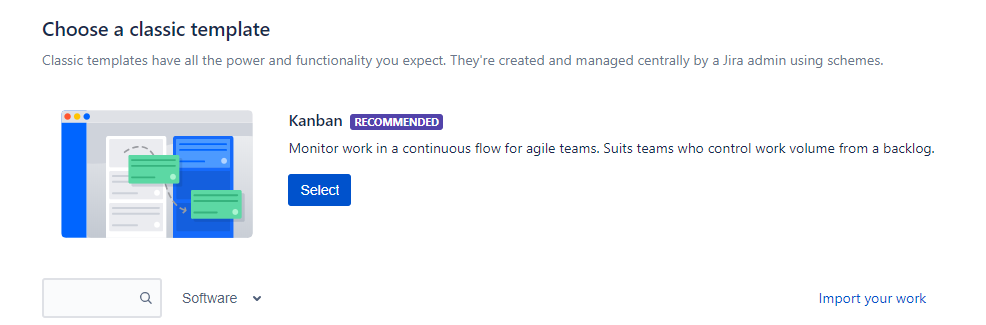 Choose a classic template
Classic templates have all the power and functionality you expect. They're created and managed centrally by a Jira admin using schemes.
Kanban RECOMMENDED
Monitor work in a continuous flow for agile teams. Suits teams who control work volume from a backlog.
Select
Software
Import your work